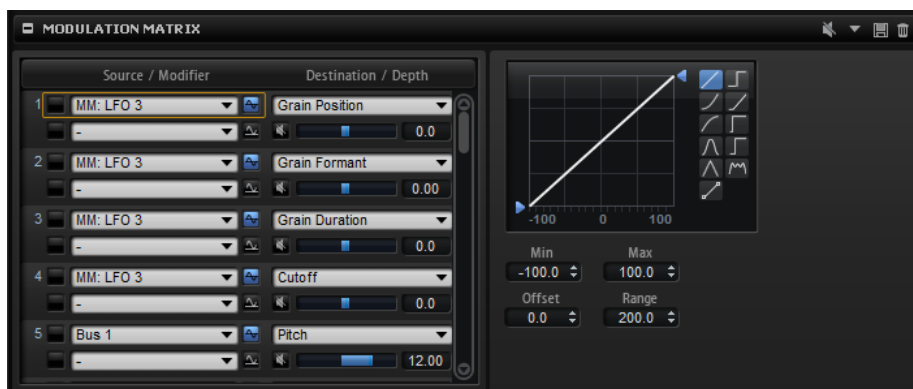 MODULATION MATRIX
Source / Modifier Destination / Depth
1 MM: LFO 3 Grain Position
- 0.0
2 MM: LFO 3 Grain Formant
- 0.00
3 MM: LFO 3 Grain Duration
- 0.0
4 MM: LFO 3 Cutoff
- 0.0
5 Bus 1 Pitch
- 12.00
-100 0 100
Min Max
-100.0 100.0
Offset Range
0.0 200.0